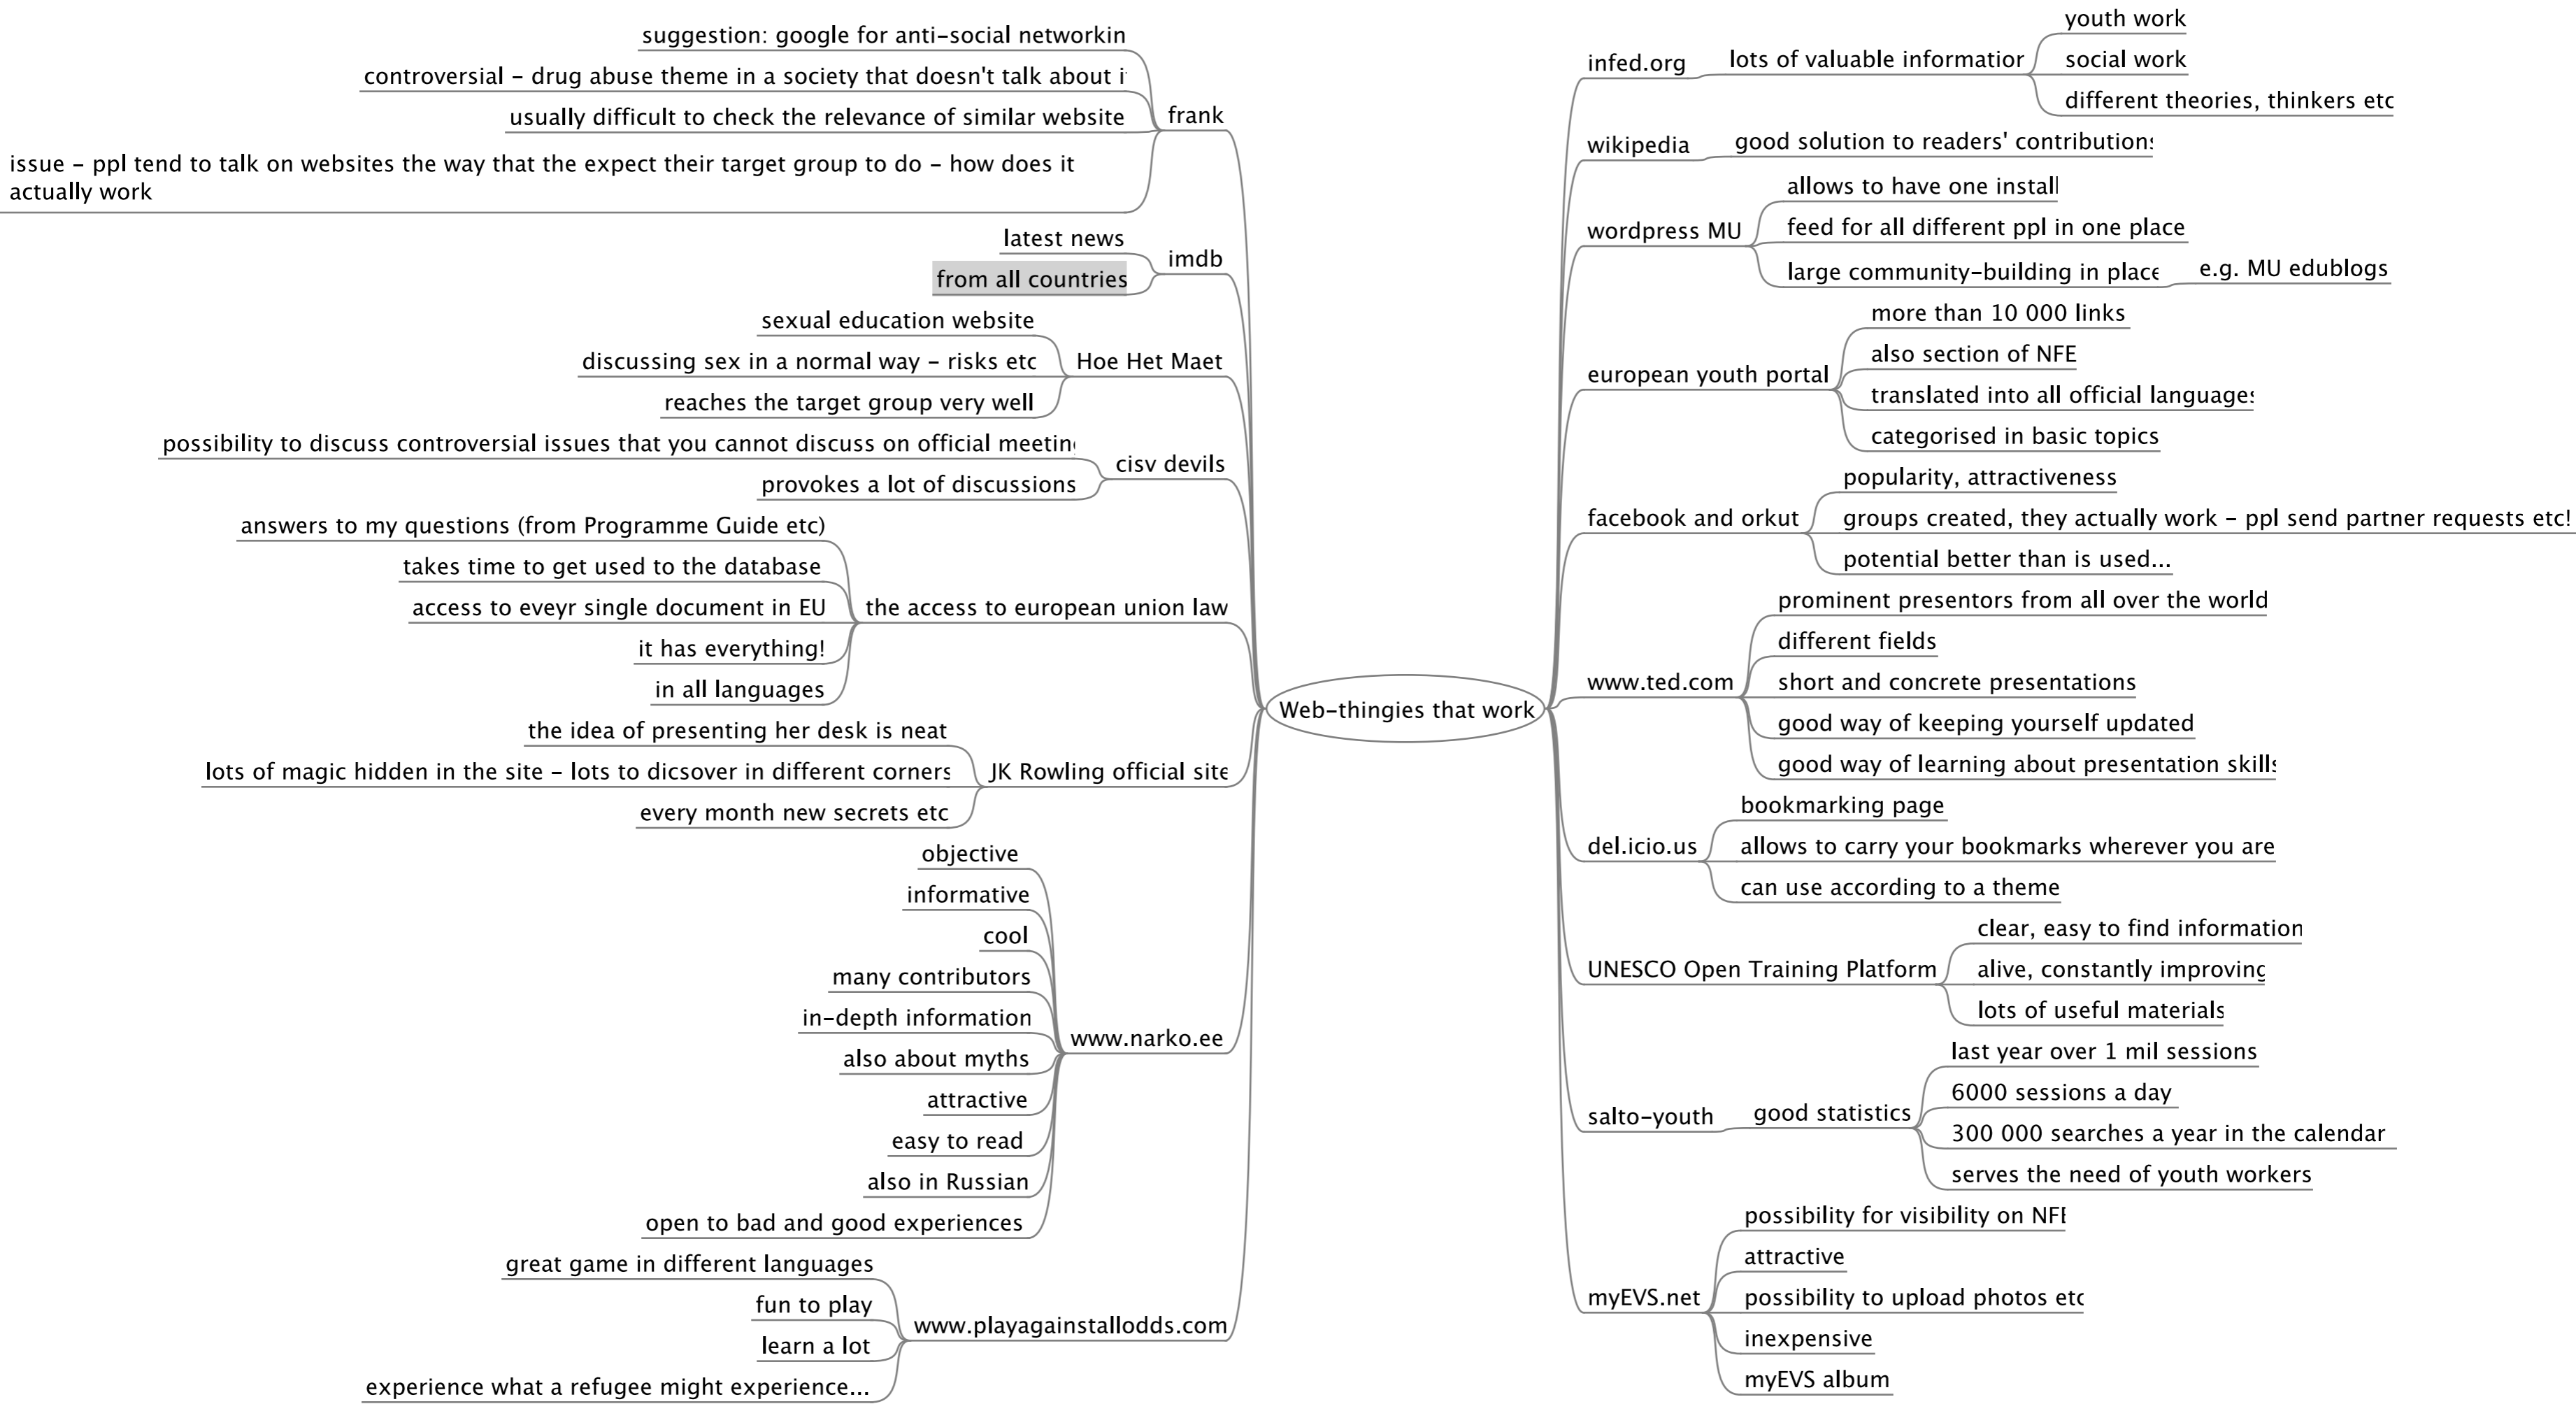 suggestion: google for anti-social networkin
controversial - drug abuse theme in a society that doesn't talk about i
usually difficult to check the relevance of similar website
issue - ppl tend to talk on websites the way that the expect their target group to do - how does it
actually work
frank
latest news
from all countries
imdb
sexual education website
discussing sex in a normal way - risks etc
reaches the target group very well
Hoe Het Maet
possibility to discuss controversial issues that you cannot discuss on official meetin
provokes a lot of discussions
cisv devils
answers to my questions (from Programme Guide etc)
takes time to get used to the database
access to eveyr single document in EU
it has everything!
in all languages
the access to european union law
the idea of presenting her desk is neat
lots of magic hidden in the site - lots to dicsover in different corners
every month new secrets etc
JK Rowling official site
objective
informative
cool
many contributors
in-depth information
also about myths
attractive
easy to read
also in Russian
open to bad and good experiences
www.narko.ee
great game in different languages
fun to play
learn a lot
experience what a refugee might experience...
www.playagainstallodds.com
Web-thingies that work
infed.org
lots of valuable information
youth work
social work
different theories, thinkers etc
wikipedia
good solution to readers' contributions
wordpress MU
allows to have one install
feed for all different ppl in one place
large community-building in place
e.g. MU edublogs
european youth portal
more than 10 000 links
also section of NFE
translated into all official languages
categorised in basic topics
facebook and orkut
popularity, attractiveness
groups created, they actually work - ppl send partner requests etc!
potential better than is used...
www.ted.com
prominent presentors from all over the world
different fields
short and concrete presentations
good way of keeping yourself updated
good way of learning about presentation skills
del.icio.us
bookmarking page
allows to carry your bookmarks wherever you are
can use according to a theme
UNESCO Open Training Platform
clear, easy to find information
alive, constantly improving
lots of useful materials
salto-youth
good statistics
last year over 1 mil sessions
6000 sessions a day
300 000 searches a year in the calendar
serves the need of youth workers
myEVS.net
possibility for visibility on NFE
attractive
possibility to upload photos etc
inexpensive
myEVS album